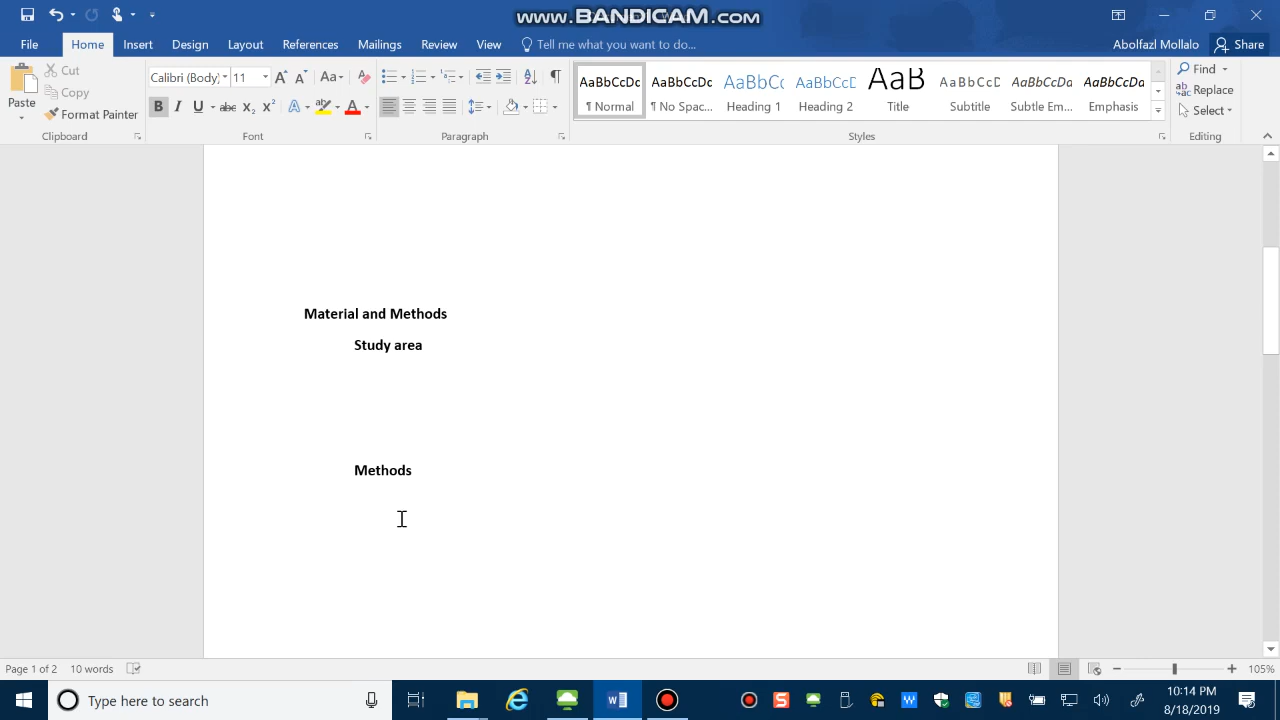 www.BANDICAM.com
File Home Insert Design Layout References Mailings Review View Tell me what you want to do... Abolfazl Mollalo Share
Paste Cut Copy Format Painter
Calibri (Body) 11
AaBbCcDc AaBbCcDc AaBbCc AaBbCcD AaB AaBbCcD AaBbCcDc AaBbCcDc
¶ Normal ¶ No Spac... Heading 1 Heading 2 Title Subtitle Subtle Em... Emphasis
Find
Replace
Select
Clipboard Font Paragraph Styles Editing
Material and Methods
Study area
Methods
Page 1 of 2 10 words 105%
Type here to search
10:14 PM
8/18/2019